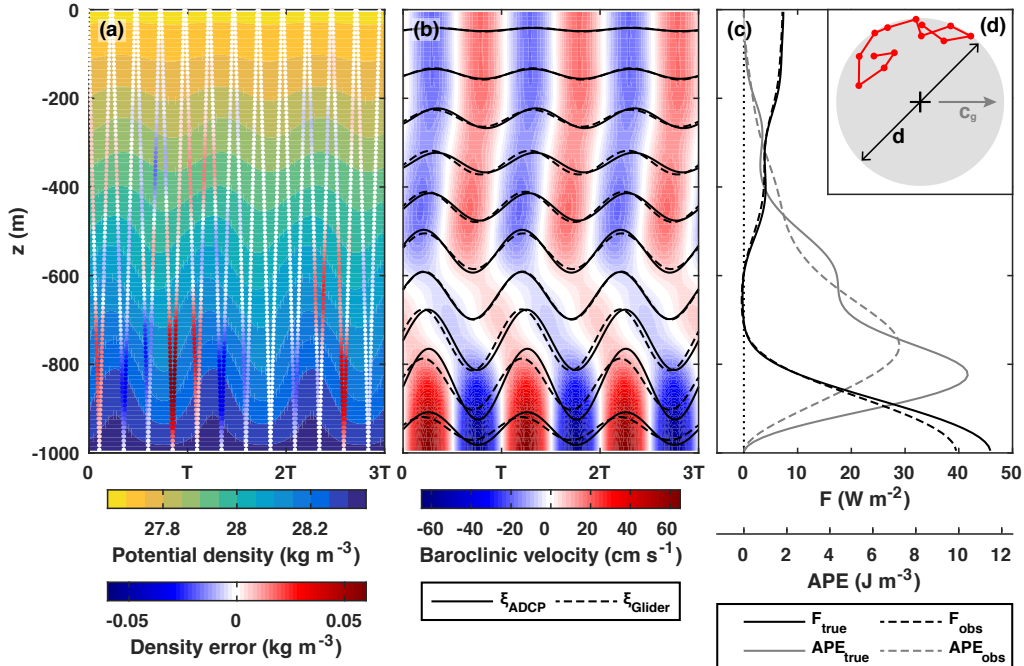 (a)
(b)
(c)
(d)
d
c_g
z (m)
0
-200
-400
-600
-800
-1000
0 T 2T 3T
T 2T 3T
0 10 20 30 40 50
F (W m⁻²)
27.8 28 28.2
Potential density (kg m⁻³)
-60 -40 -20 0 20 40 60
Baroclinic velocity (cm s⁻¹)
0 2 4 6 8 10 12
APE (J m⁻³)
-0.05 0 0.05
Density error (kg m⁻³)
ξ_ADCP ξ_Glider
F_true F_obs
APE_true APE_obs